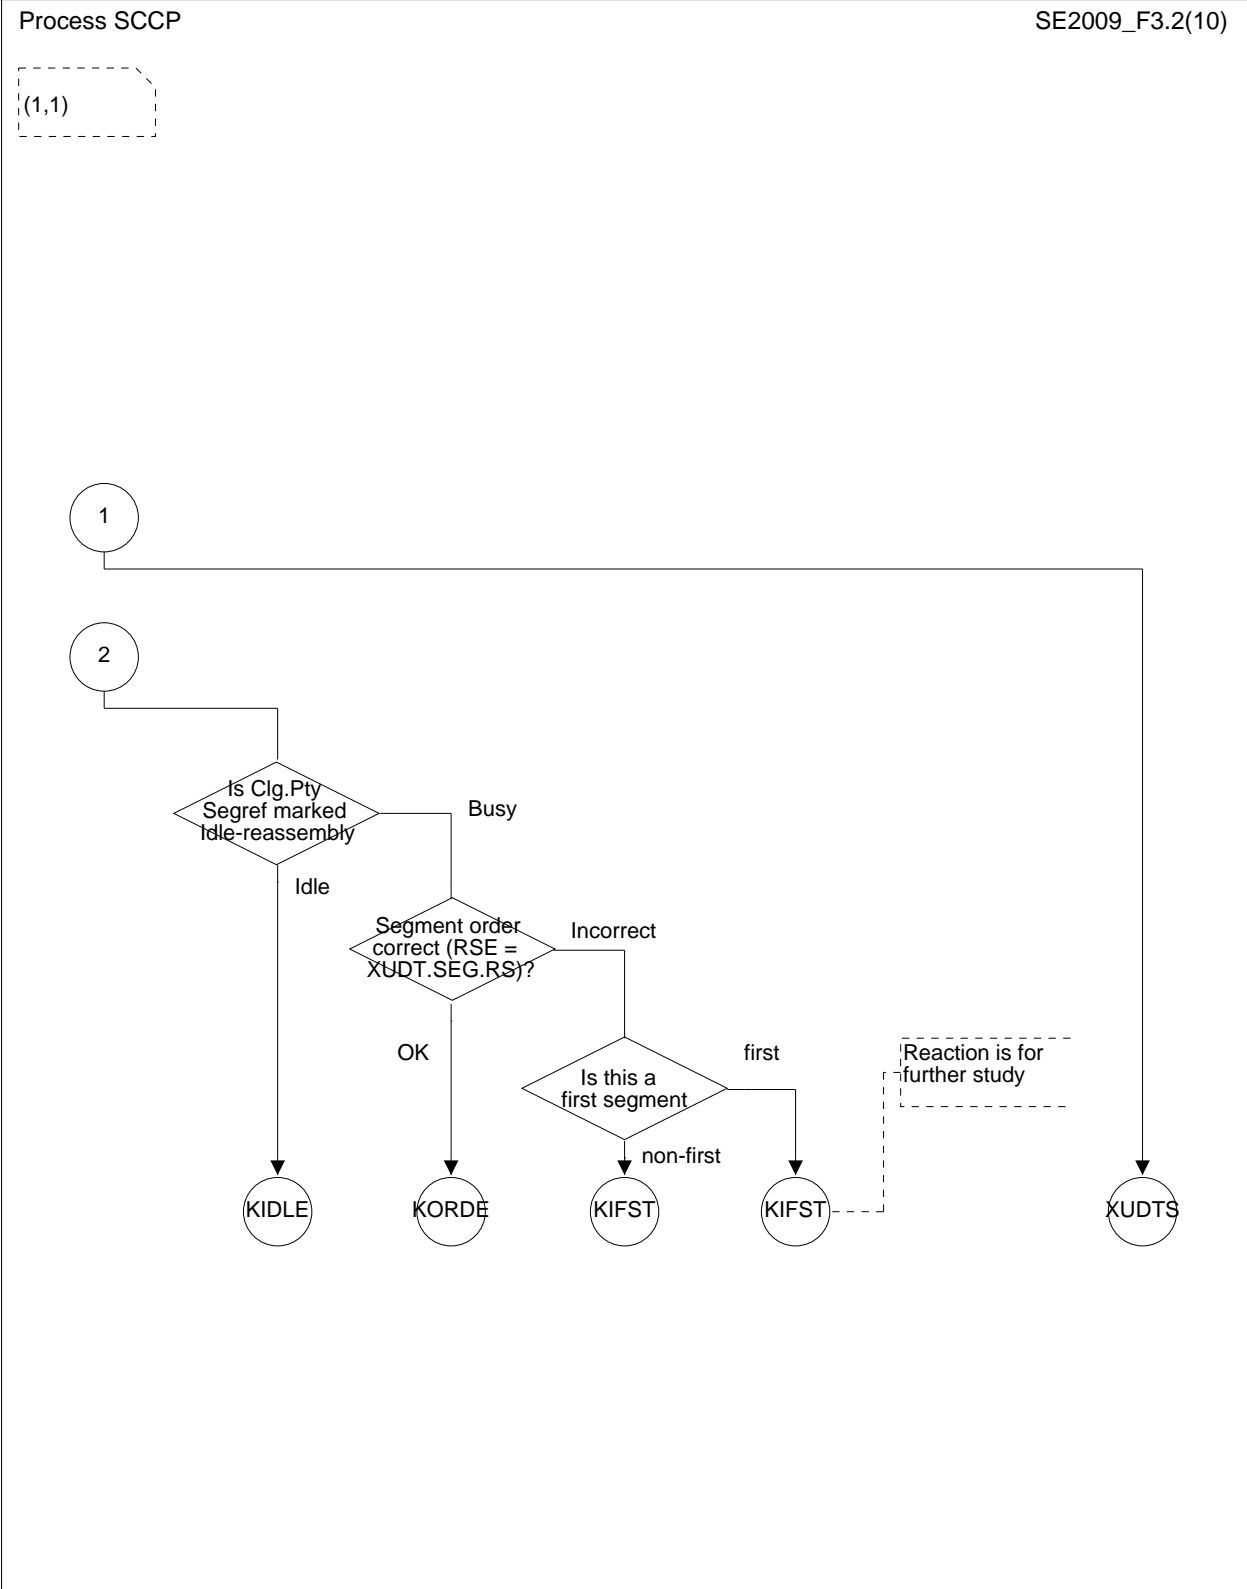 Process SCCP
SE2009_F3.2(10)
(1,1)
1
2
Is Clg.Pty
Segref marked
Idle-reassembly
Busy
Idle
Segment order
correct (RSE =
XUDT.SEG.RS)?
Incorrect
OK
Is this a
first segment
first
Reaction is for
further study
non-first
KIDLE
KORDE
KIFST
KIFST
XUDTS